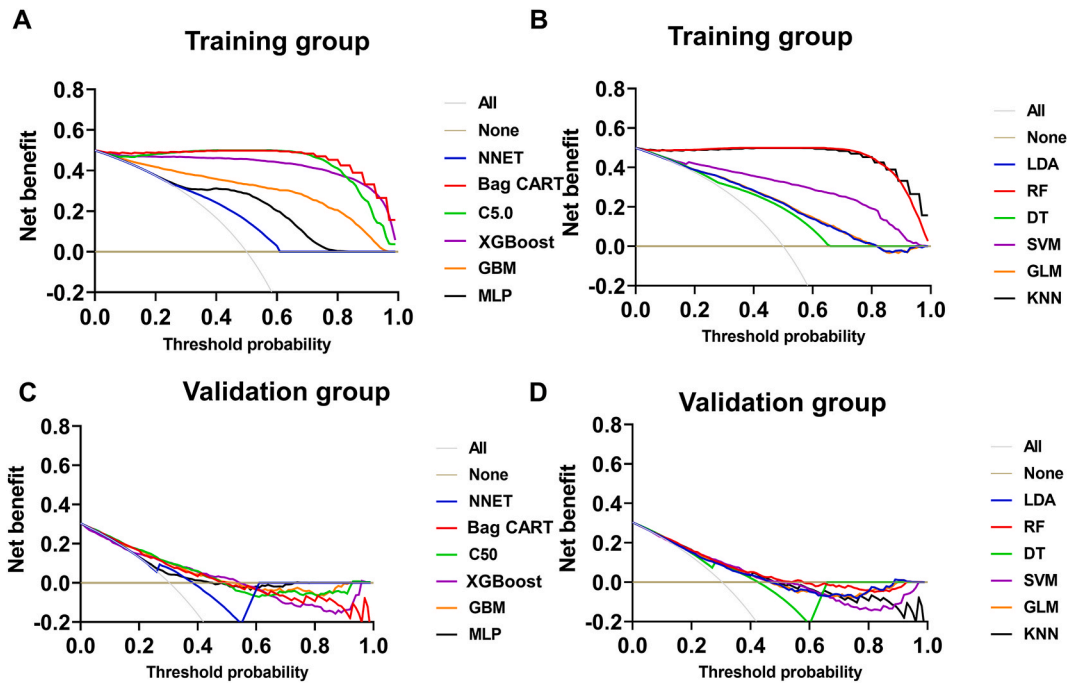 A
Training group
Net benefit
0.8
0.6
0.4
0.2
0.0
-0.2
0.0 0.2 0.4 0.6 0.8 1.0
Threshold probability
All
None
NNET
Bag CART
C5.0
XGBoost
GBM
MLP
B
Training group
Net benefit
0.8
0.6
0.4
0.2
0.0
-0.2
0.0 0.2 0.4 0.6 0.8 1.0
Threshold probability
All
None
LDA
RF
DT
SVM
GLM
KNN
C
Validation group
Net benefit
0.8
0.6
0.4
0.2
0.0
-0.2
0.0 0.2 0.4 0.6 0.8 1.0
Threshold probability
All
None
NNET
Bag CART
C50
XGBoost
GBM
MLP
D
Validation group
Net benefit
0.8
0.6
0.4
0.2
0.0
-0.2
0.0 0.2 0.4 0.6 0.8 1.0
Threshold probability
All
None
LDA
RF
DT
SVM
GLM
KNN